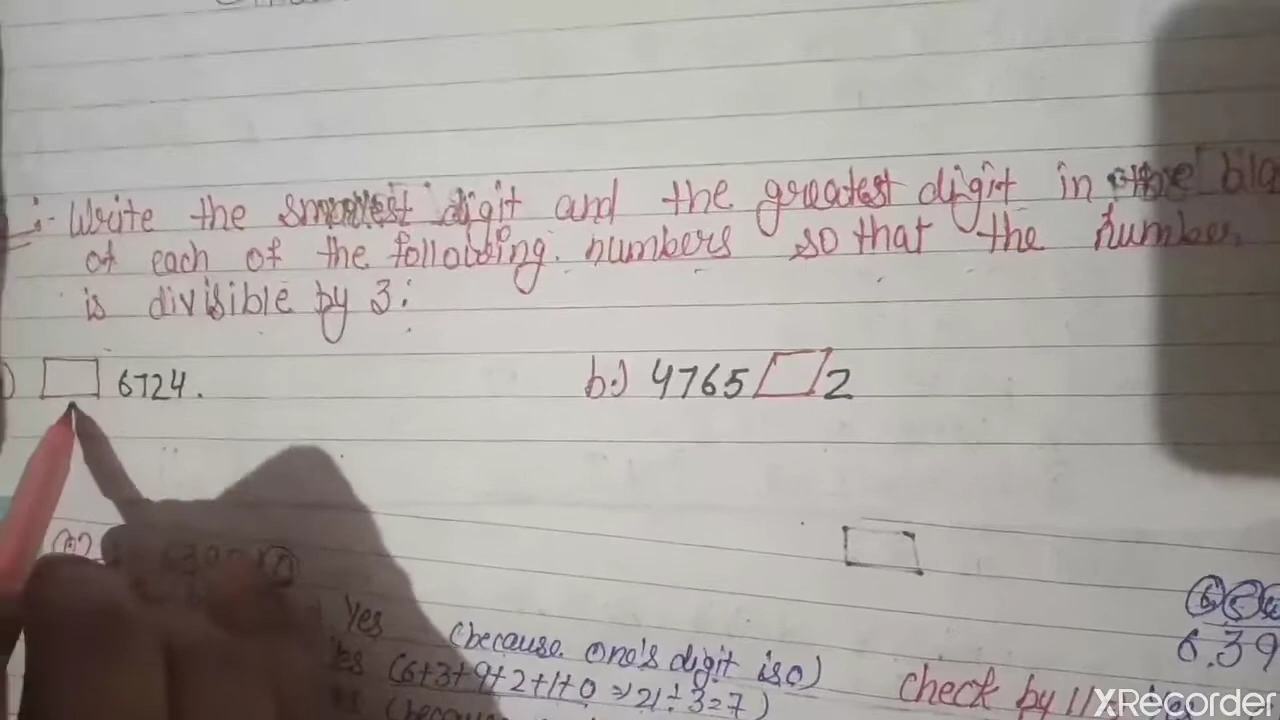 :- Write the smallest digit and the greatest digit in the
of each of the following numbers so that the number
is divisible by 3:
) 6724. b.) 4765 2
6.39
Yes (because one's digit is 0)
(6+3+9+2+1+0 => 21÷3=7)
check by 11
(because
XRecorder